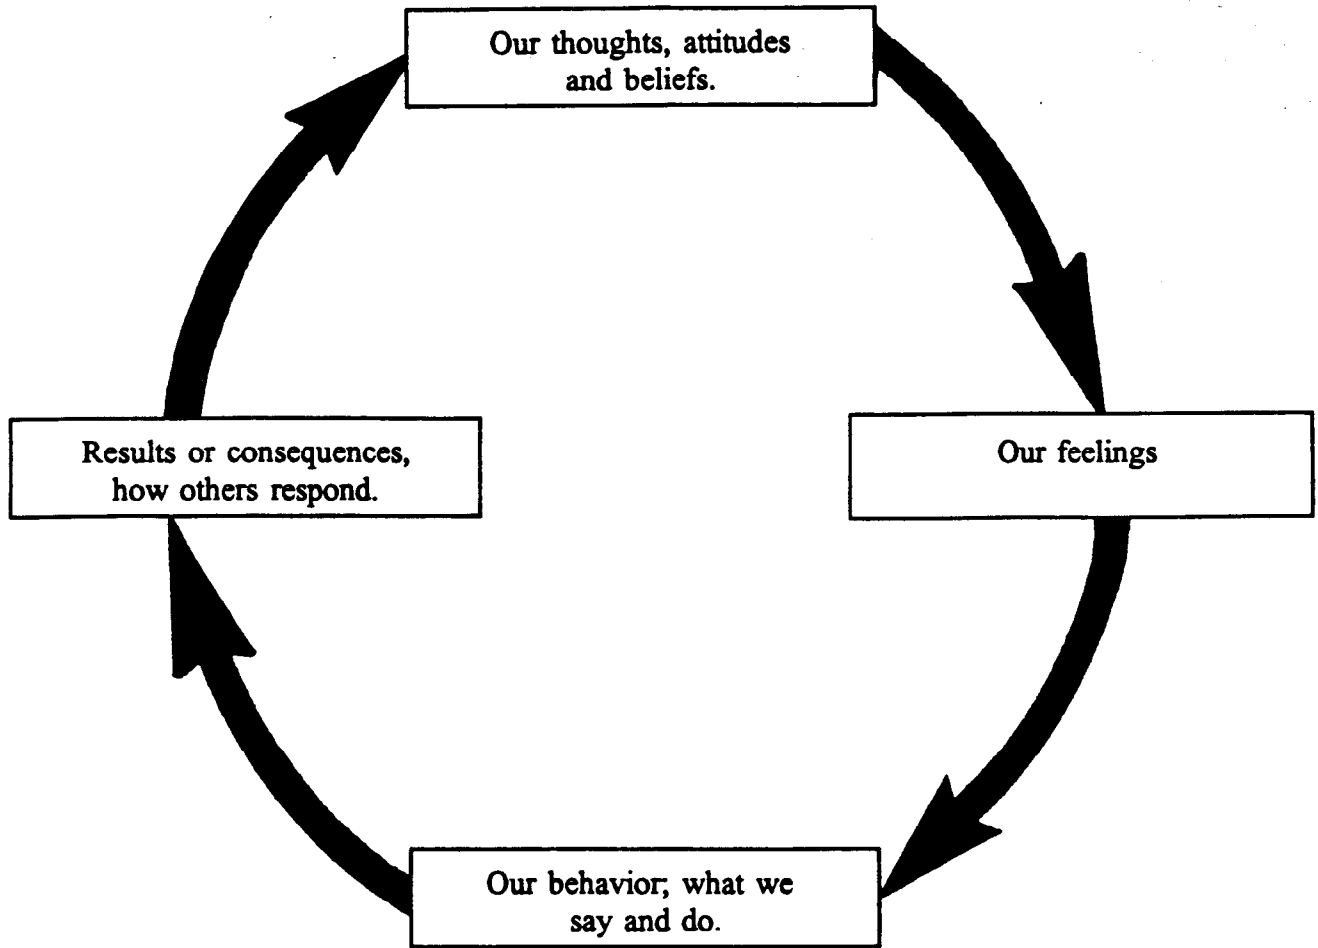 Our thoughts, attitudes
and beliefs.
Results or consequences,
how others respond.
Our feelings
Our behavior; what we
say and do.